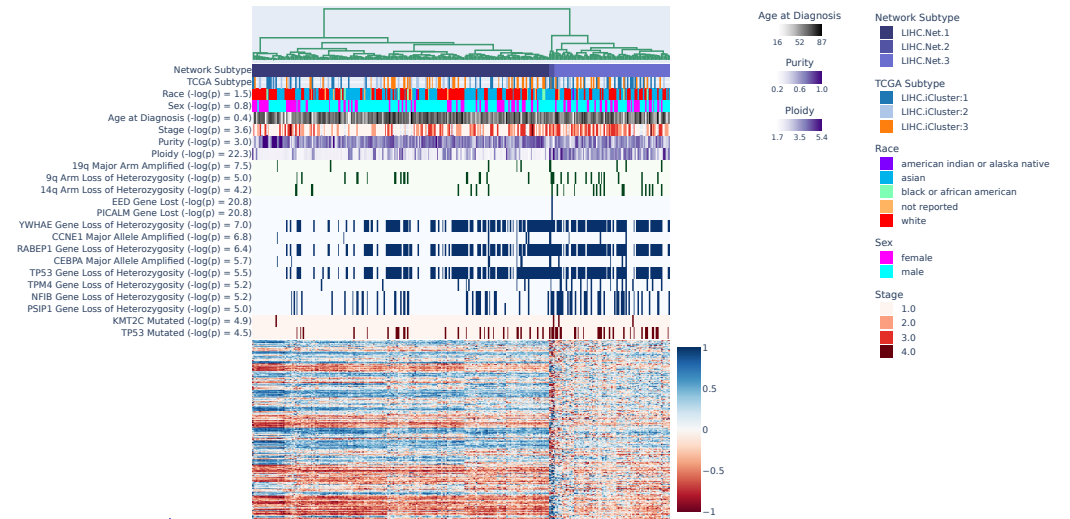 Network Subtype
TCGA Subtype
Race (-log(p) = 1.5)
Sex (-log(p) = 0.8)
Age at Diagnosis (-log(p) = 0.4)
Stage (-log(p) = 3.6)
Purity (-log(p) = 3.0)
Ploidy (-log(p) = 22.3)
19q Major Arm Amplified (-log(p) = 7.5)
9q Arm Loss of Heterozygosity (-log(p) = 5.0)
14q Arm Loss of Heterozygosity (-log(p) = 4.2)
EED Gene Lost (-log(p) = 20.8)
PICALM Gene Lost (-log(p) = 20.8)
YWHAE Gene Loss of Heterozygosity (-log(p) = 7.0)
CCNE1 Major Allele Amplified (-log(p) = 6.8)
RABEP1 Gene Loss of Heterozygosity (-log(p) = 6.4)
CEBPA Major Allele Amplified (-log(p) = 5.7)
TP53 Gene Loss of Heterozygosity (-log(p) = 5.5)
TPM4 Gene Loss of Heterozygosity (-log(p) = 5.2)
NFIB Gene Loss of Heterozygosity (-log(p) = 5.2)
PSIP1 Gene Loss of Heterozygosity (-log(p) = 5.0)
KMT2C Mutated (-log(p) = 4.9)
TP53 Mutated (-log(p) = 4.5)
1
0.5
0
−0.5
−1
Age at Diagnosis
16 52 87
Purity
0.2 0.6 1.0
Ploidy
1.7 3.5 5.4
Network Subtype
LIHC.Net.1
LIHC.Net.2
LIHC.Net.3
TCGA Subtype
LIHC.iCluster:1
LIHC.iCluster:2
LIHC.iCluster:3
Race
american indian or alaska native
asian
black or african american
not reported
white
Sex
female
male
Stage
1.0
2.0
3.0
4.0